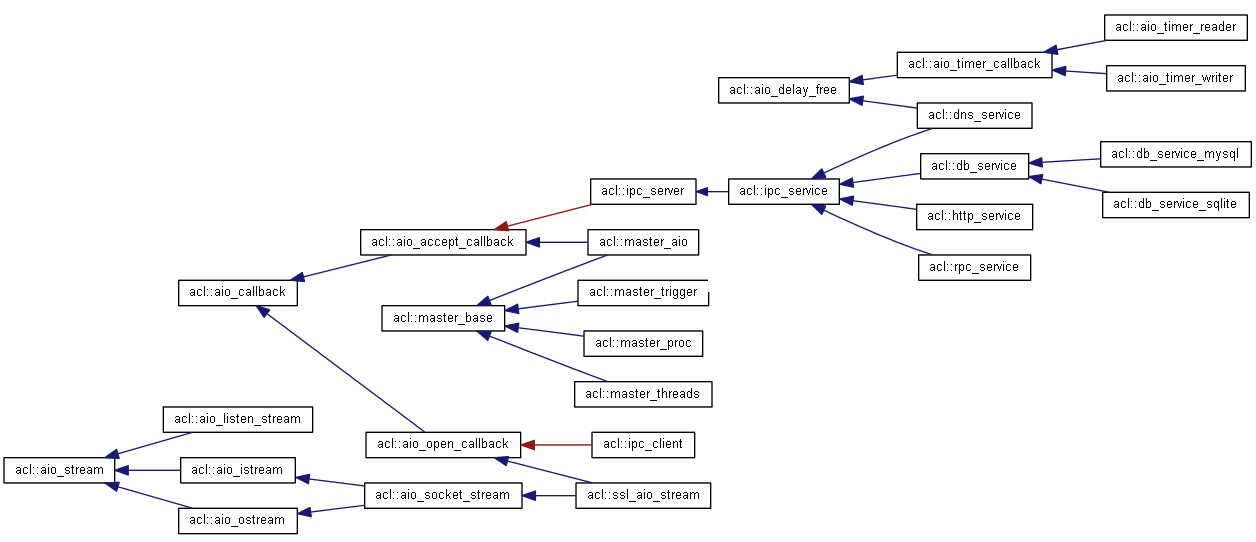 acl::aio_timer_reader
acl::aio_timer_callback
acl::aio_timer_writer
acl::aio_delay_free
acl::dns_service
acl::db_service_mysql
acl::db_service
acl::ipc_server
acl::ipc_service
acl::db_service_sqlite
acl::http_service
acl::aio_accept_callback
acl::master_aio
acl::rpc_service
acl::aio_callback
acl::master_trigger
acl::master_base
acl::master_proc
acl::master_threads
acl::aio_listen_stream
acl::aio_open_callback
acl::ipc_client
acl::aio_stream
acl::aio_istream
acl::aio_socket_stream
acl::ssl_aio_stream
acl::aio_ostream